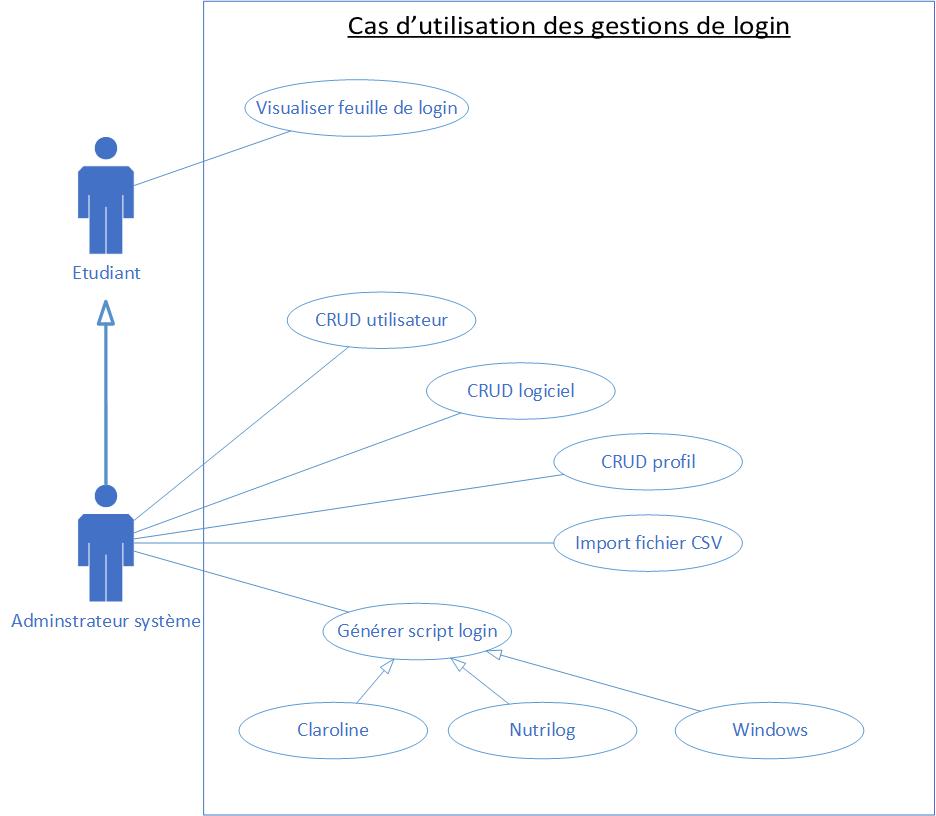 Cas d’utilisation des gestions de login
Visualiser feuille de login
Etudiant
CRUD utilisateur
CRUD logiciel
CRUD profil
Import fichier CSV
Adminstrateur système
Générer script login
Claroline
Nutrilog
Windows